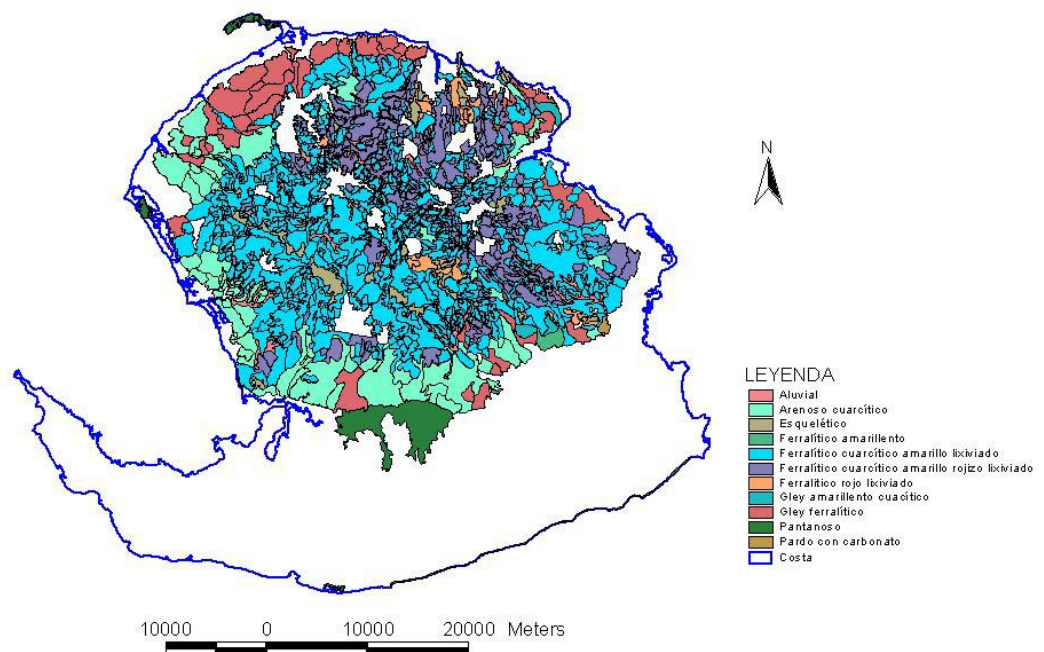 N
LEYENDA
Aluvial
Arenoso cuarcítico
Esquelético
Ferralítico amarillento
Ferralítico cuarcítico amarillo lixiviado
Ferralítico cuarcítico amarillo rojizo lixiviado
Ferralítico rojo lixiviado
Gley amarillento cuacítico
Gley ferralítico
Pantanoso
Pardo con carbonato
Costa
10000 0 10000 20000 Meters